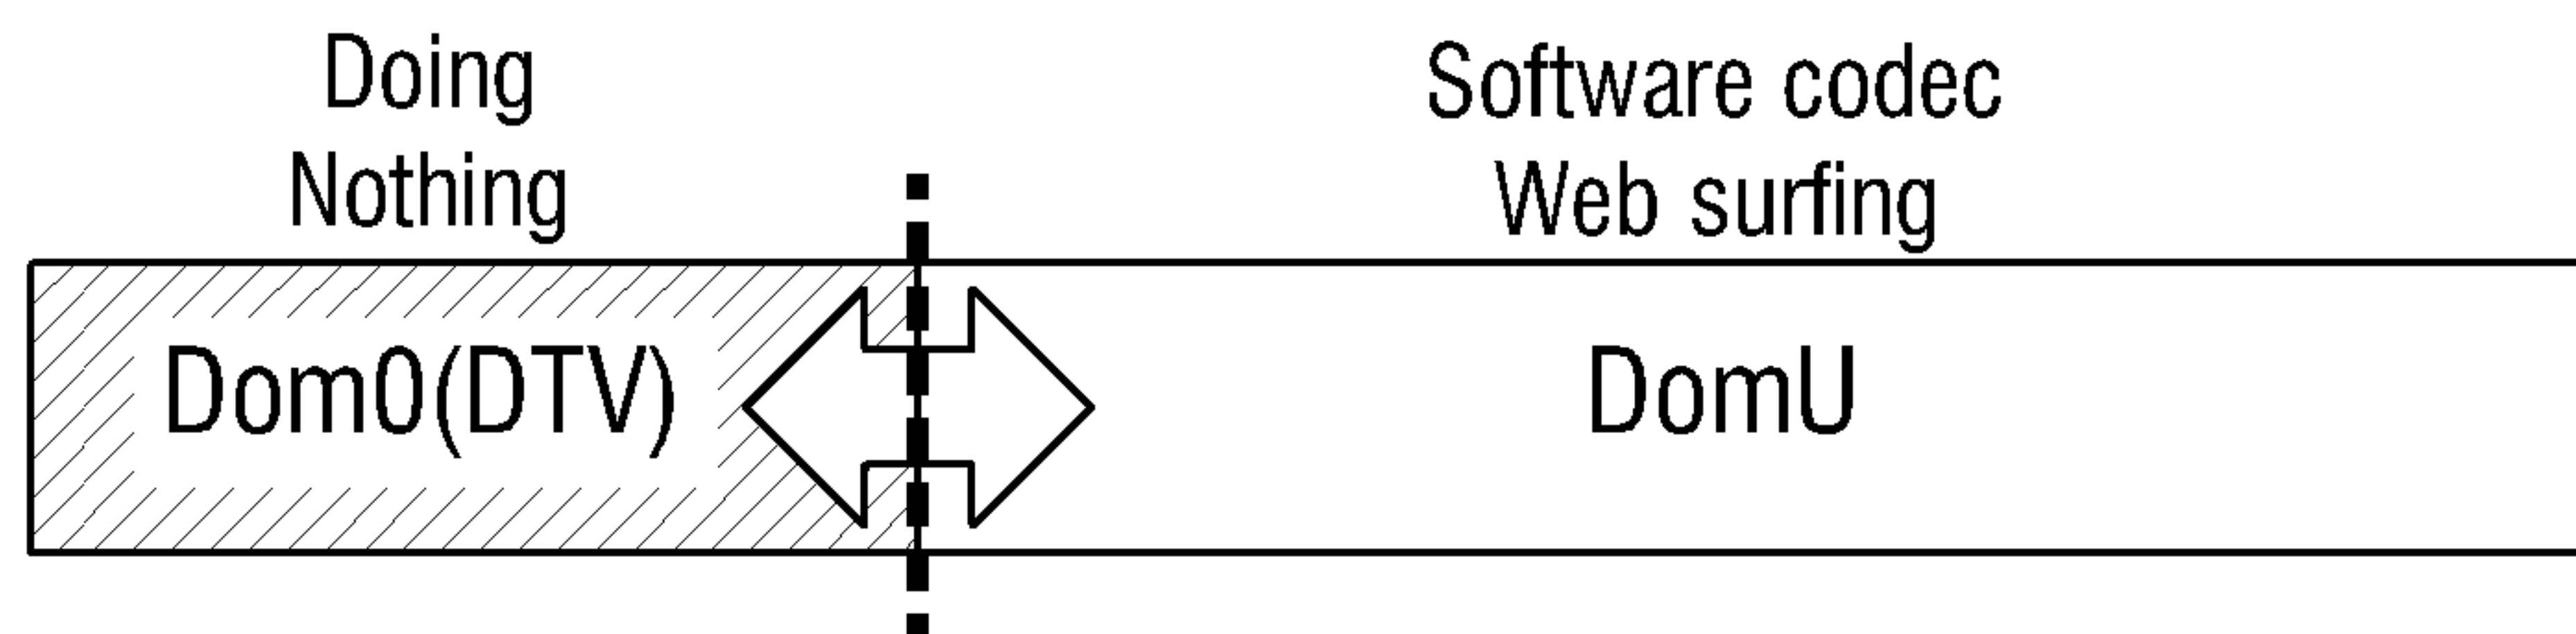 Doing
Nothing
Software codec
Web surfing
Dom0(DTV)
DomU